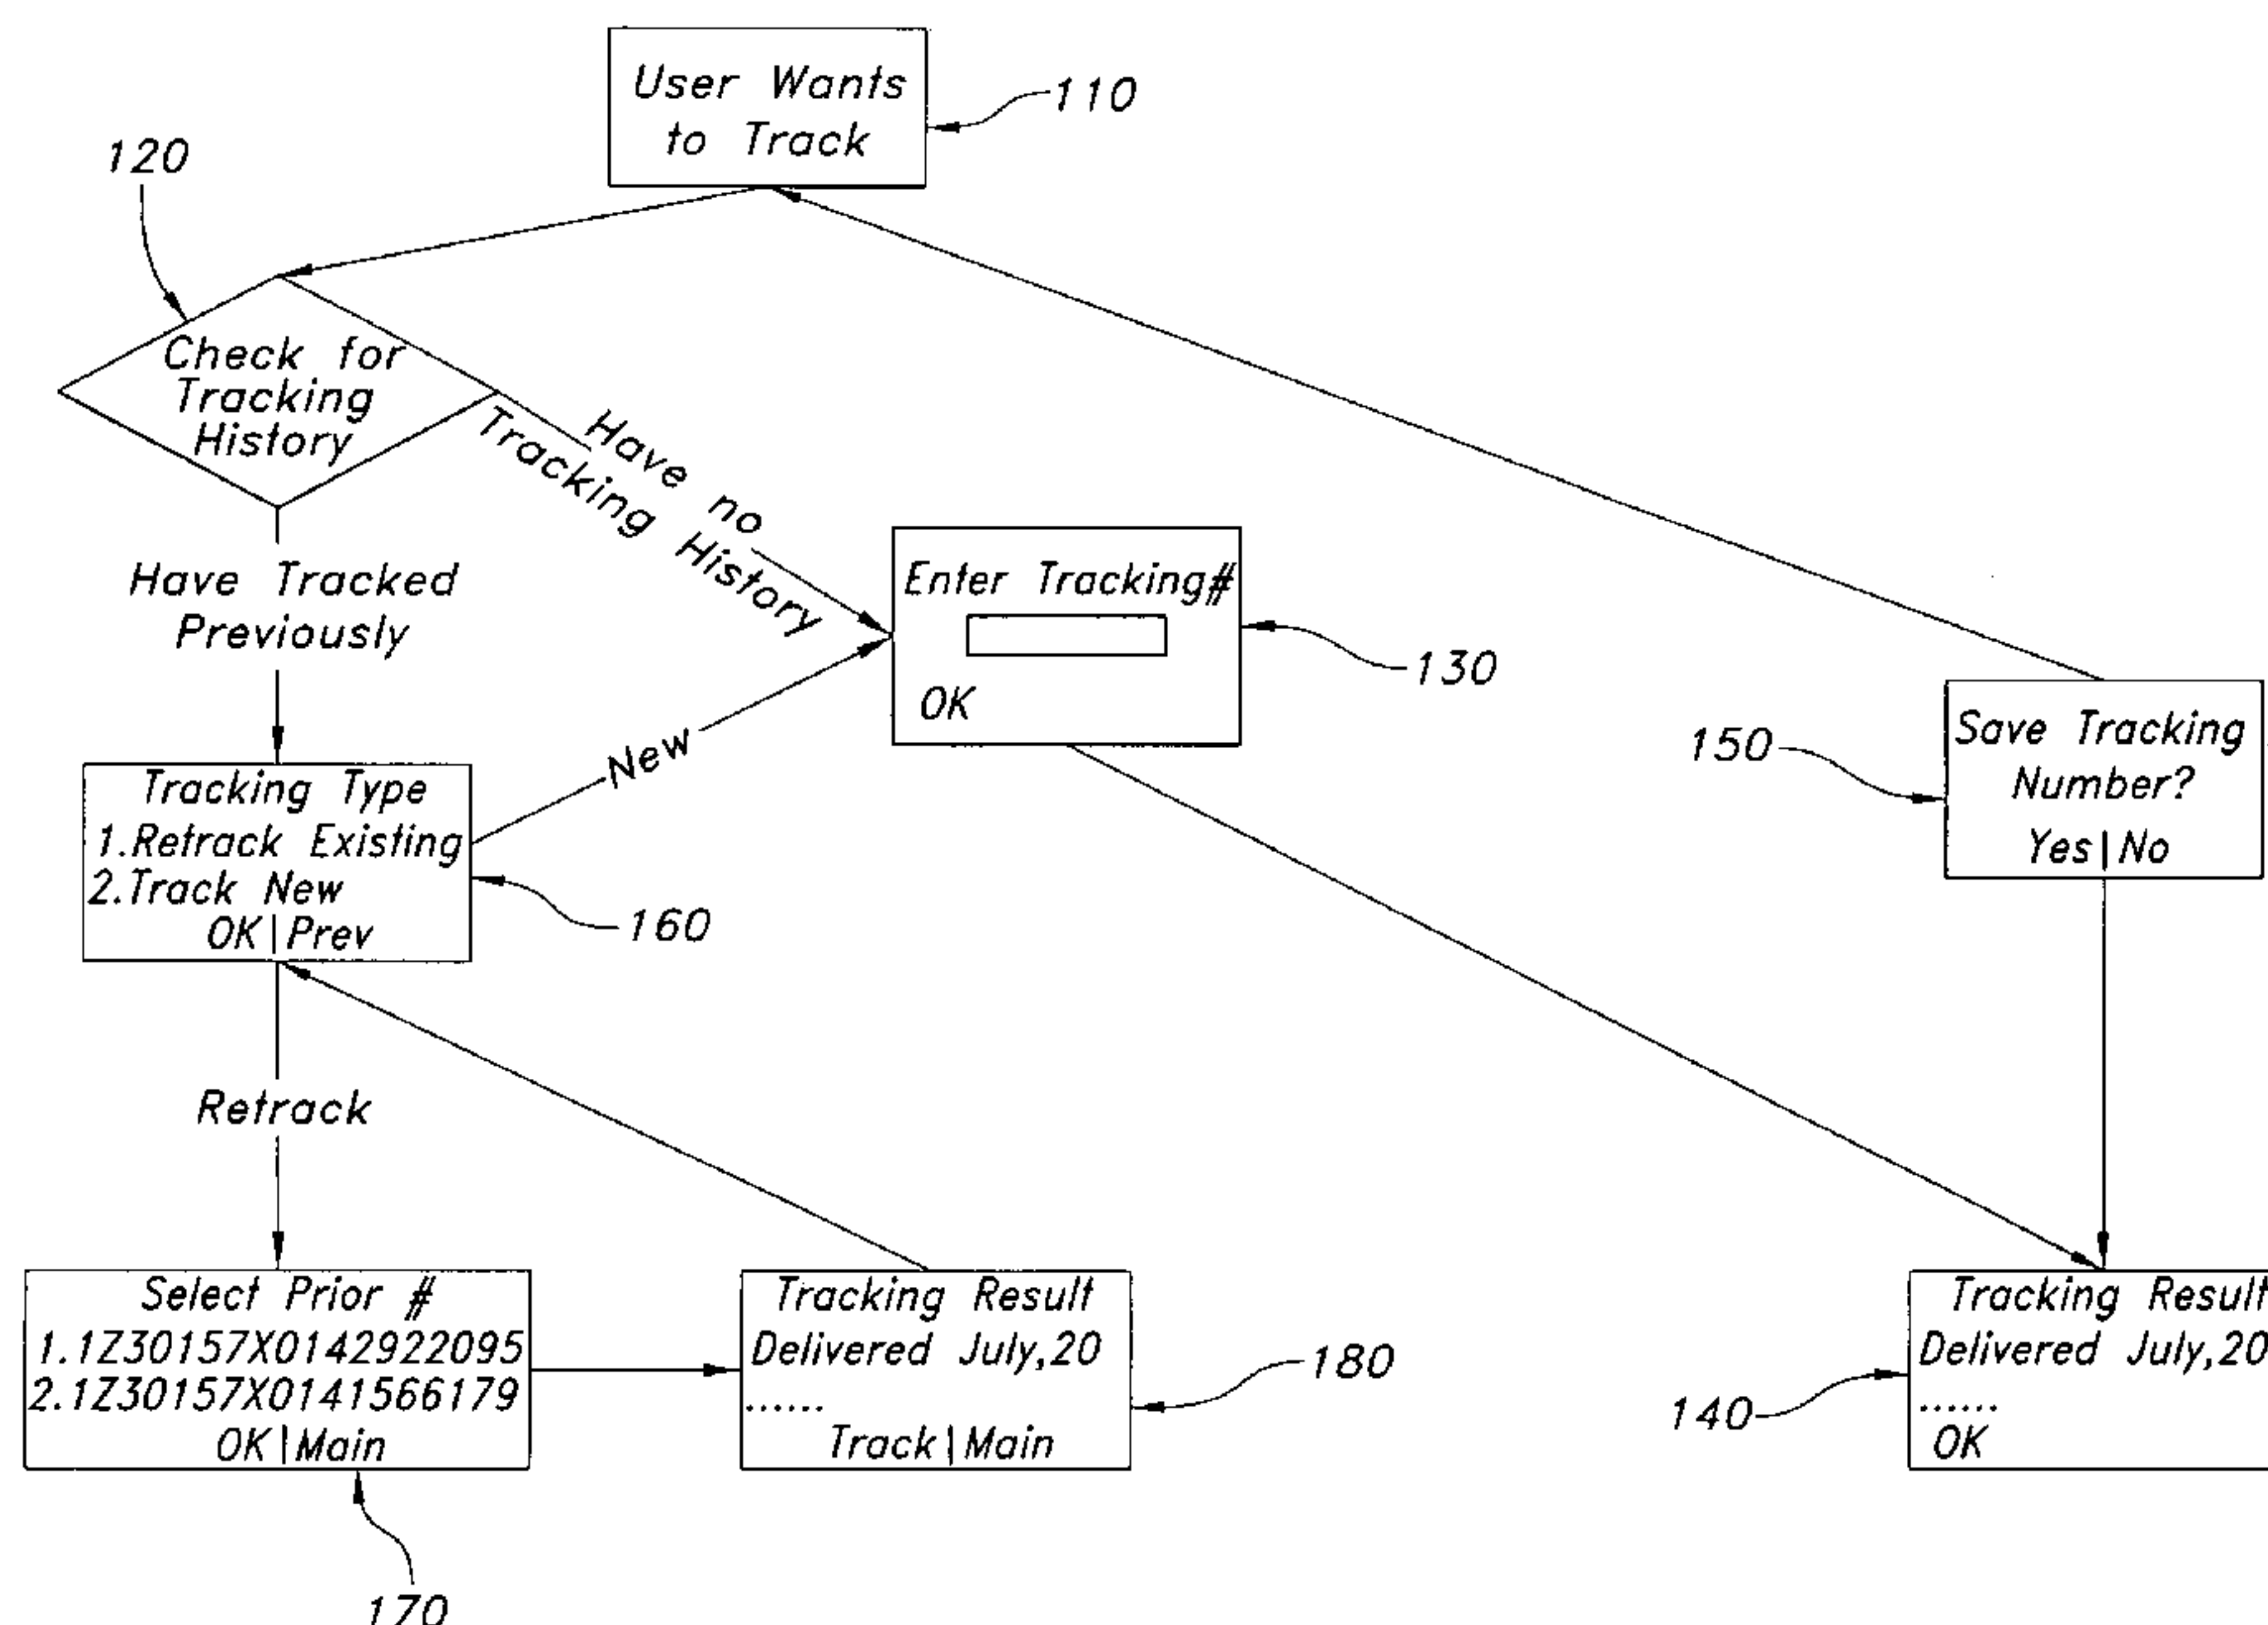 User Wants
to Track
110
120
Check for
Tracking
History
Have no
Tracking History
Have Tracked
Previously
Enter Tracking#
OK
130
New
Save Tracking
Number?
Yes|No
150
Tracking Type
1.Retrack Existing
2.Track New
OK|Prev
160
Retrack
Select Prior #
1.1Z30157X0142922095
2.1Z30157X0141566179
OK|Main
170
Tracking Result
Delivered July,20
......
Track|Main
180
Tracking Result
Delivered July,20
......
OK
140